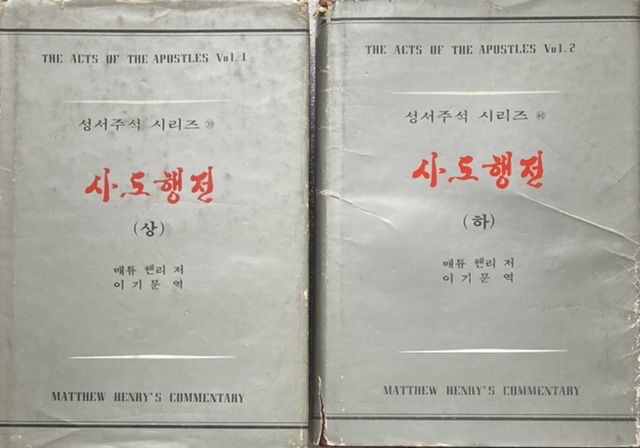 THE ACTS OF THE APOSTLES Vol. 1
성서주석 시리즈 ㊴
사도행전
(상)
매튜 헨리 저
이기문 역
MATTHEW HENRY'S COMMENTARY
THE ACTS OF THE APOSTLES Vol. 2
성서주석 시리즈 ㊵
사도행전
(하)
매튜 헨리 저
이기문 역
MATTHEW HENRY'S COMMENTARY